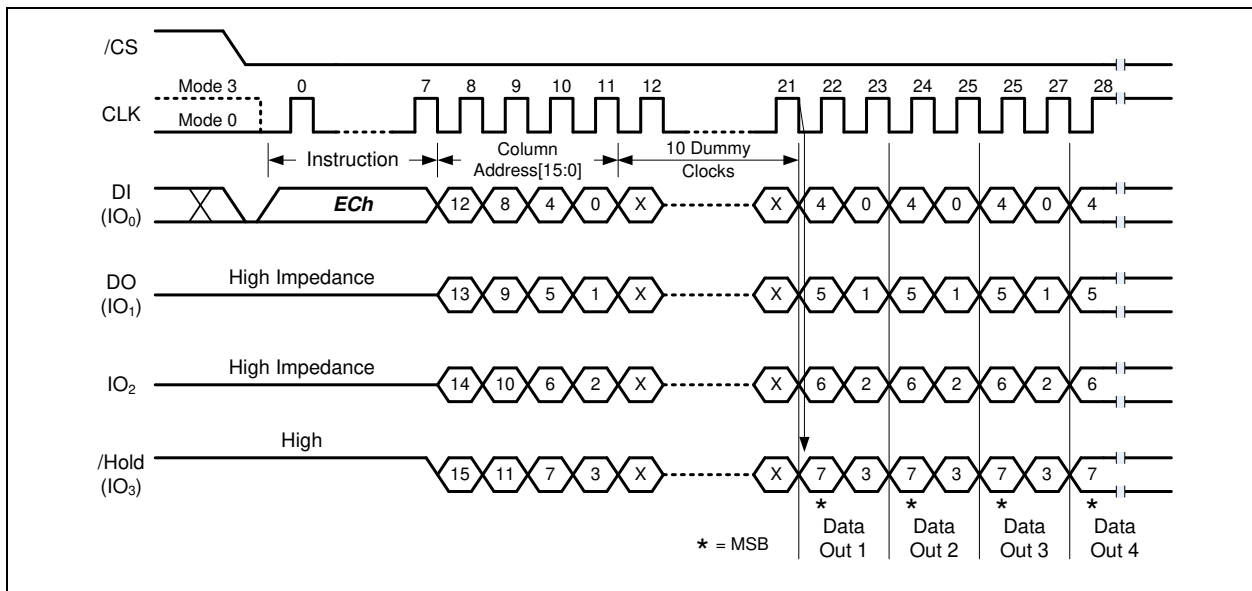 /CS
Mode 3 0 7 8 9 10 11 12 21 22 23 24 25 25 27 28
CLK
Mode 0
Instruction Column 10 Dummy
Address[15:0] Clocks
DI
(IO0) ECh 12 8 4 0 X X 4 0 4 0 4 0 4
DO High Impedance
(IO1) 13 9 5 1 X X 5 1 5 1 5 1 5
IO2 High Impedance 14 10 6 2 X X 6 2 6 2 6 2 6
High
/Hold
(IO3) 15 11 7 3 X X 7 3 7 3 7 3 7
* * * *
* = MSB Data Data Data Data
Out 1 Out 2 Out 3 Out 4